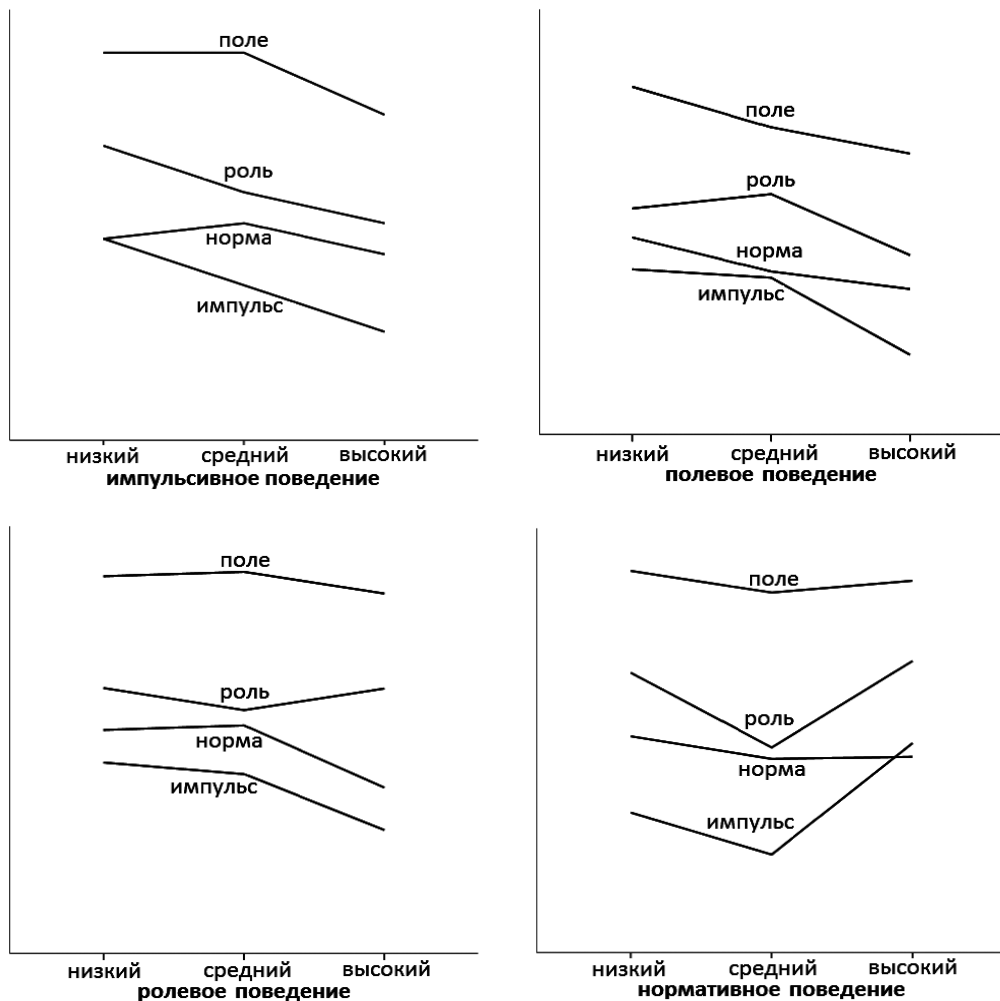 поле
роль
норма
импульс
низкий средний высокий
импульсивное поведение
поле
роль
норма
импульс
низкий средний высокий
полевое поведение
поле
роль
норма
импульс
низкий средний высокий
ролевое поведение
поле
роль
норма
импульс
низкий средний высокий
нормативное поведение